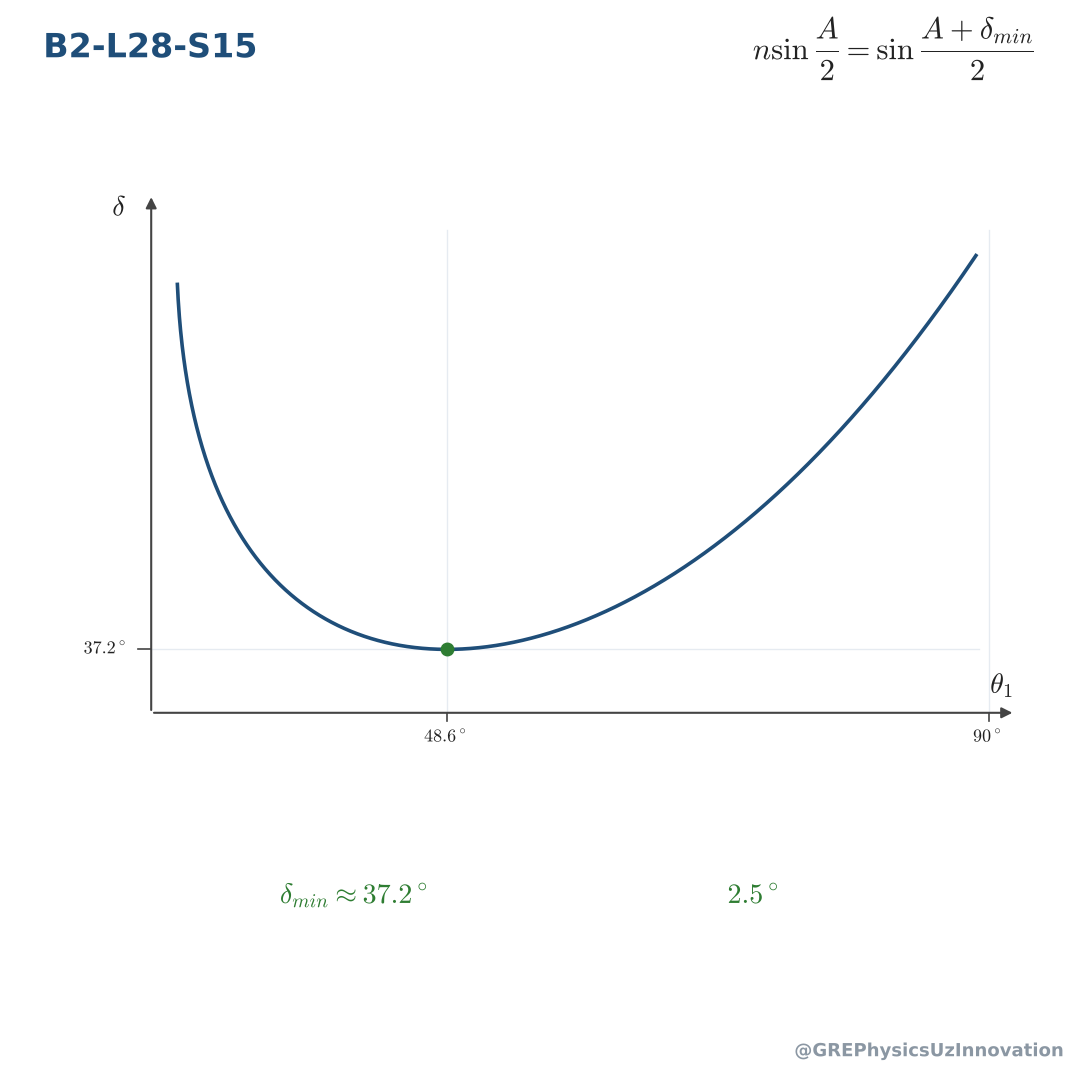 B2-L28-S15
n sin A/2 = sin (A + δ_min)/2
δ
37.2°
θ₁
48.6° 90°
δ_min ≈ 37.2° 2.5°
@GREPhysicsUzInnovation